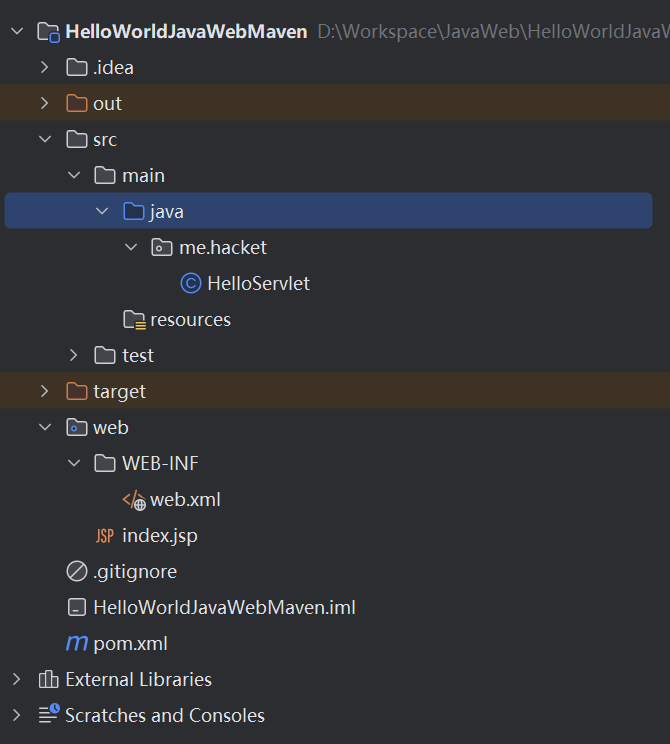 HelloWorldJavaWebMaven D:\Workspace\JavaWeb\HelloWorldJavaW
.idea
out
src
main
java
me.hacket
HelloServlet
resources
test
target
web
WEB-INF
web.xml
JSP index.jsp
.gitignore
HelloWorldJavaWebMaven.iml
m pom.xml
External Libraries
Scratches and Consoles